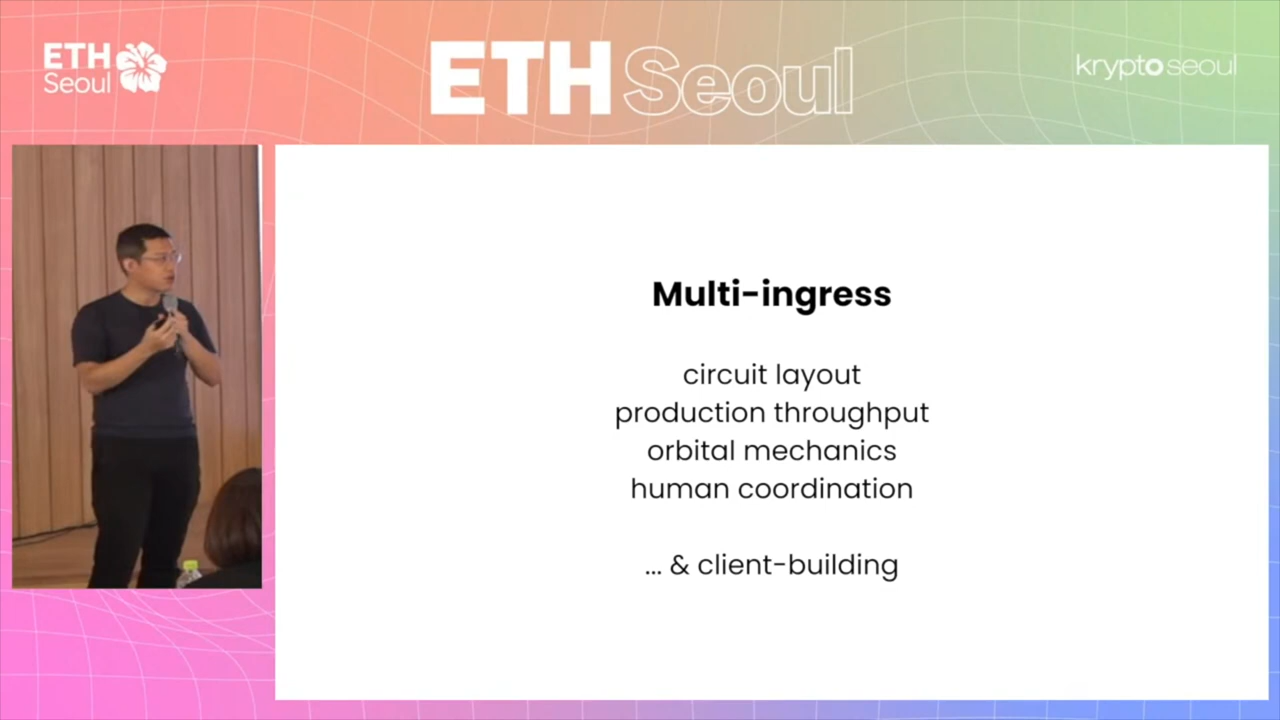 ETH
Seoul
ETH Seoul
krypto seoul
Multi-ingress
circuit layout
production throughput
orbital mechanics
human coordination
... & client-building